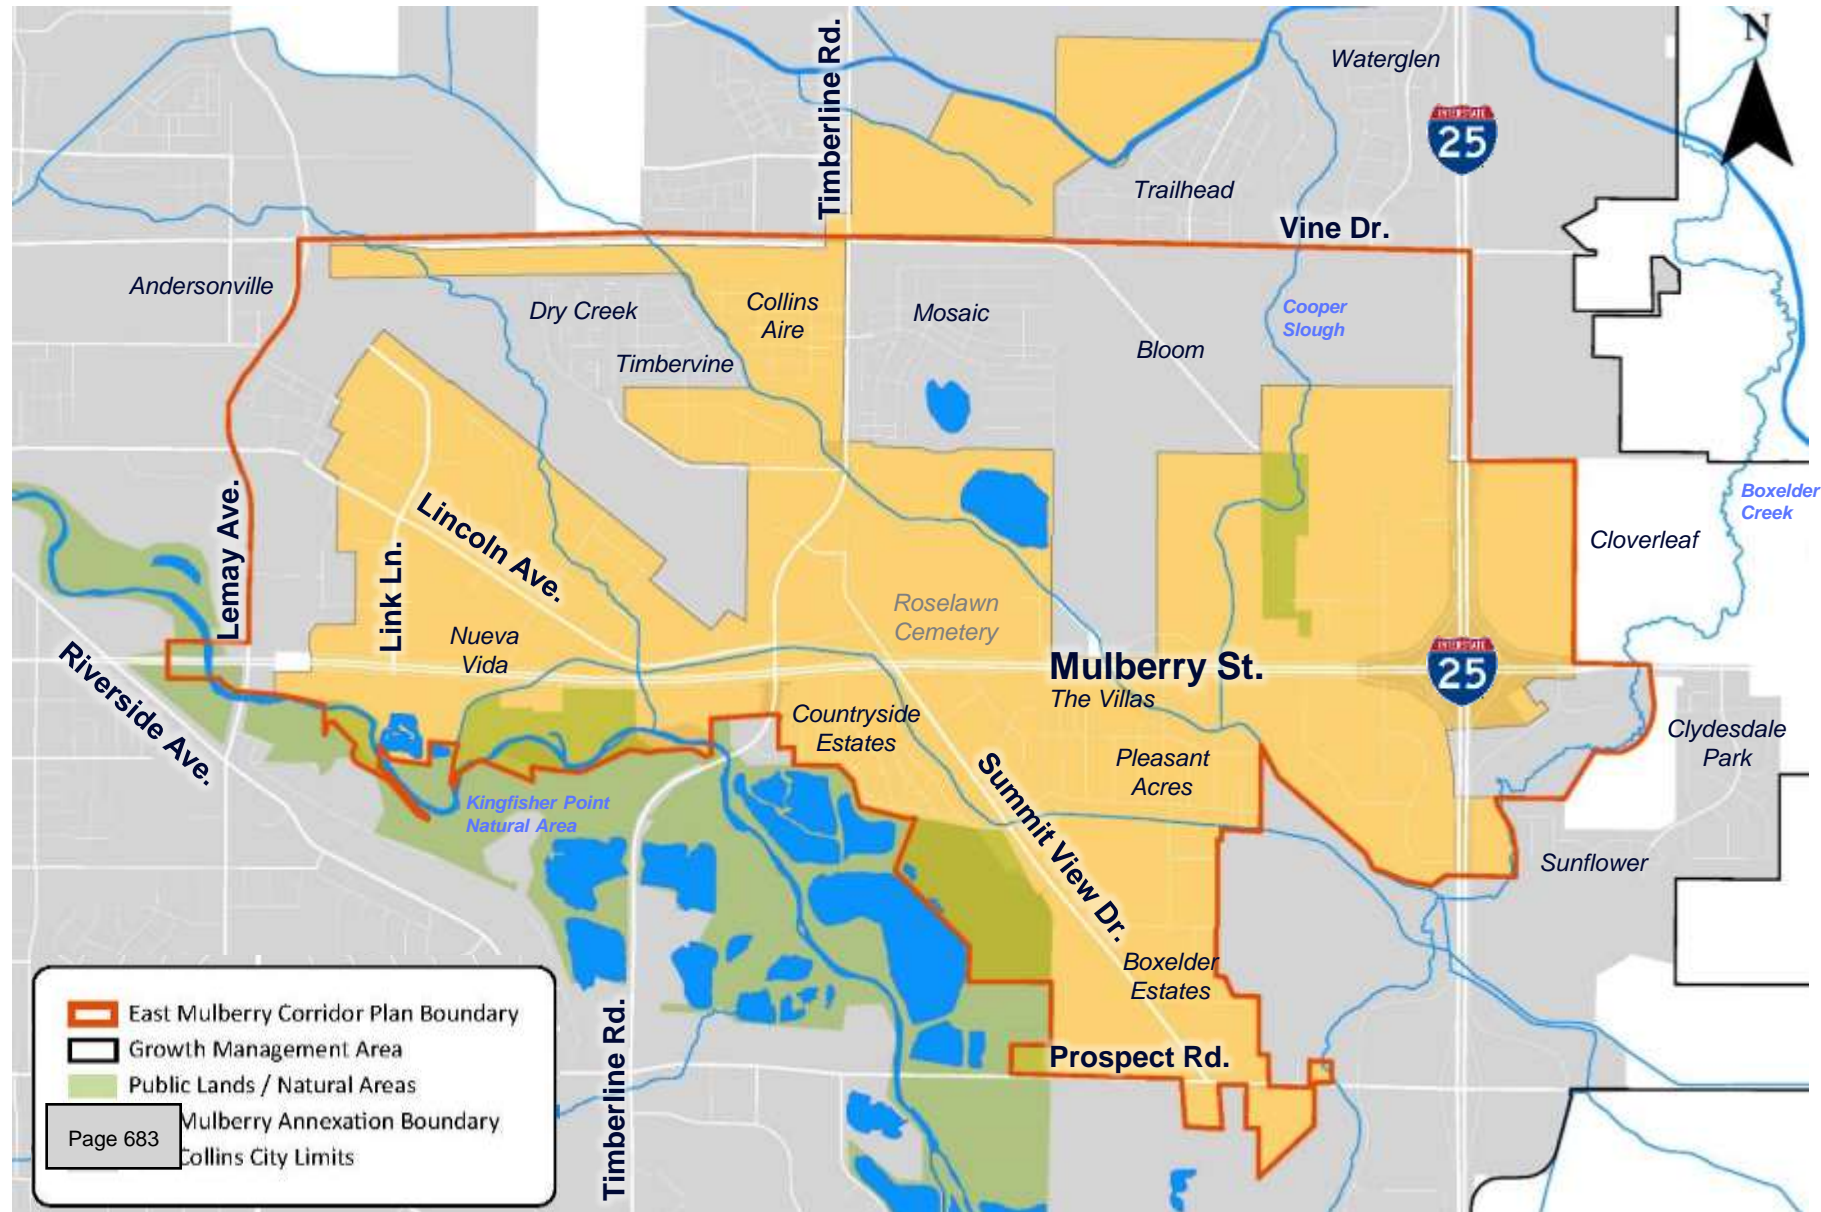 N
Waterglen
Timberline Rd.
INTERSTATE
25
Trailhead
Vine Dr.
Andersonville
Dry Creek
Collins
Aire
Mosaic
Cooper
Slough
Timbervine
Bloom
Boxelder
Creek
Lemay Ave.
Lincoln Ave.
Link Ln.
Cloverleaf
Roselawn
Cemetery
Nueva
Vida
Riverside Ave.
Mulberry St.
The Villas
INTERSTATE
25
Countryside
Estates
Clydesdale
Park
Pleasant
Acres
Summit View Dr.
Kingfisher Point
Natural Area
Sunflower
Boxelder
Estates
Timberline Rd.
Prospect Rd.
East Mulberry Corridor Plan Boundary
Growth Management Area
Public Lands / Natural Areas
Mulberry Annexation Boundary
Page 683
Collins City Limits